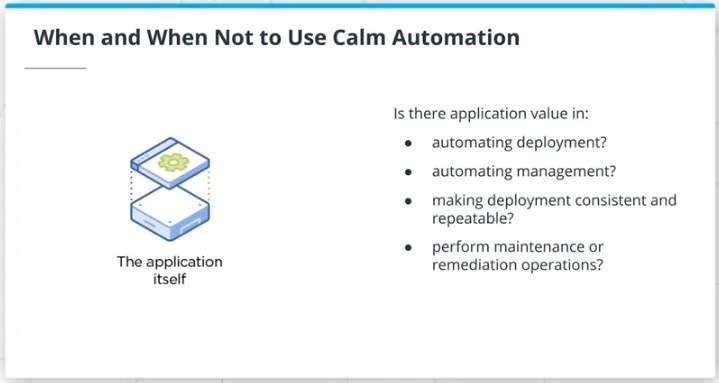 When and When Not to Use Calm Automation
Is there application value in:
● automating deployment?
● automating management?
● making deployment consistent and
repeatable?
● perform maintenance or
remediation operations?
The application
itself